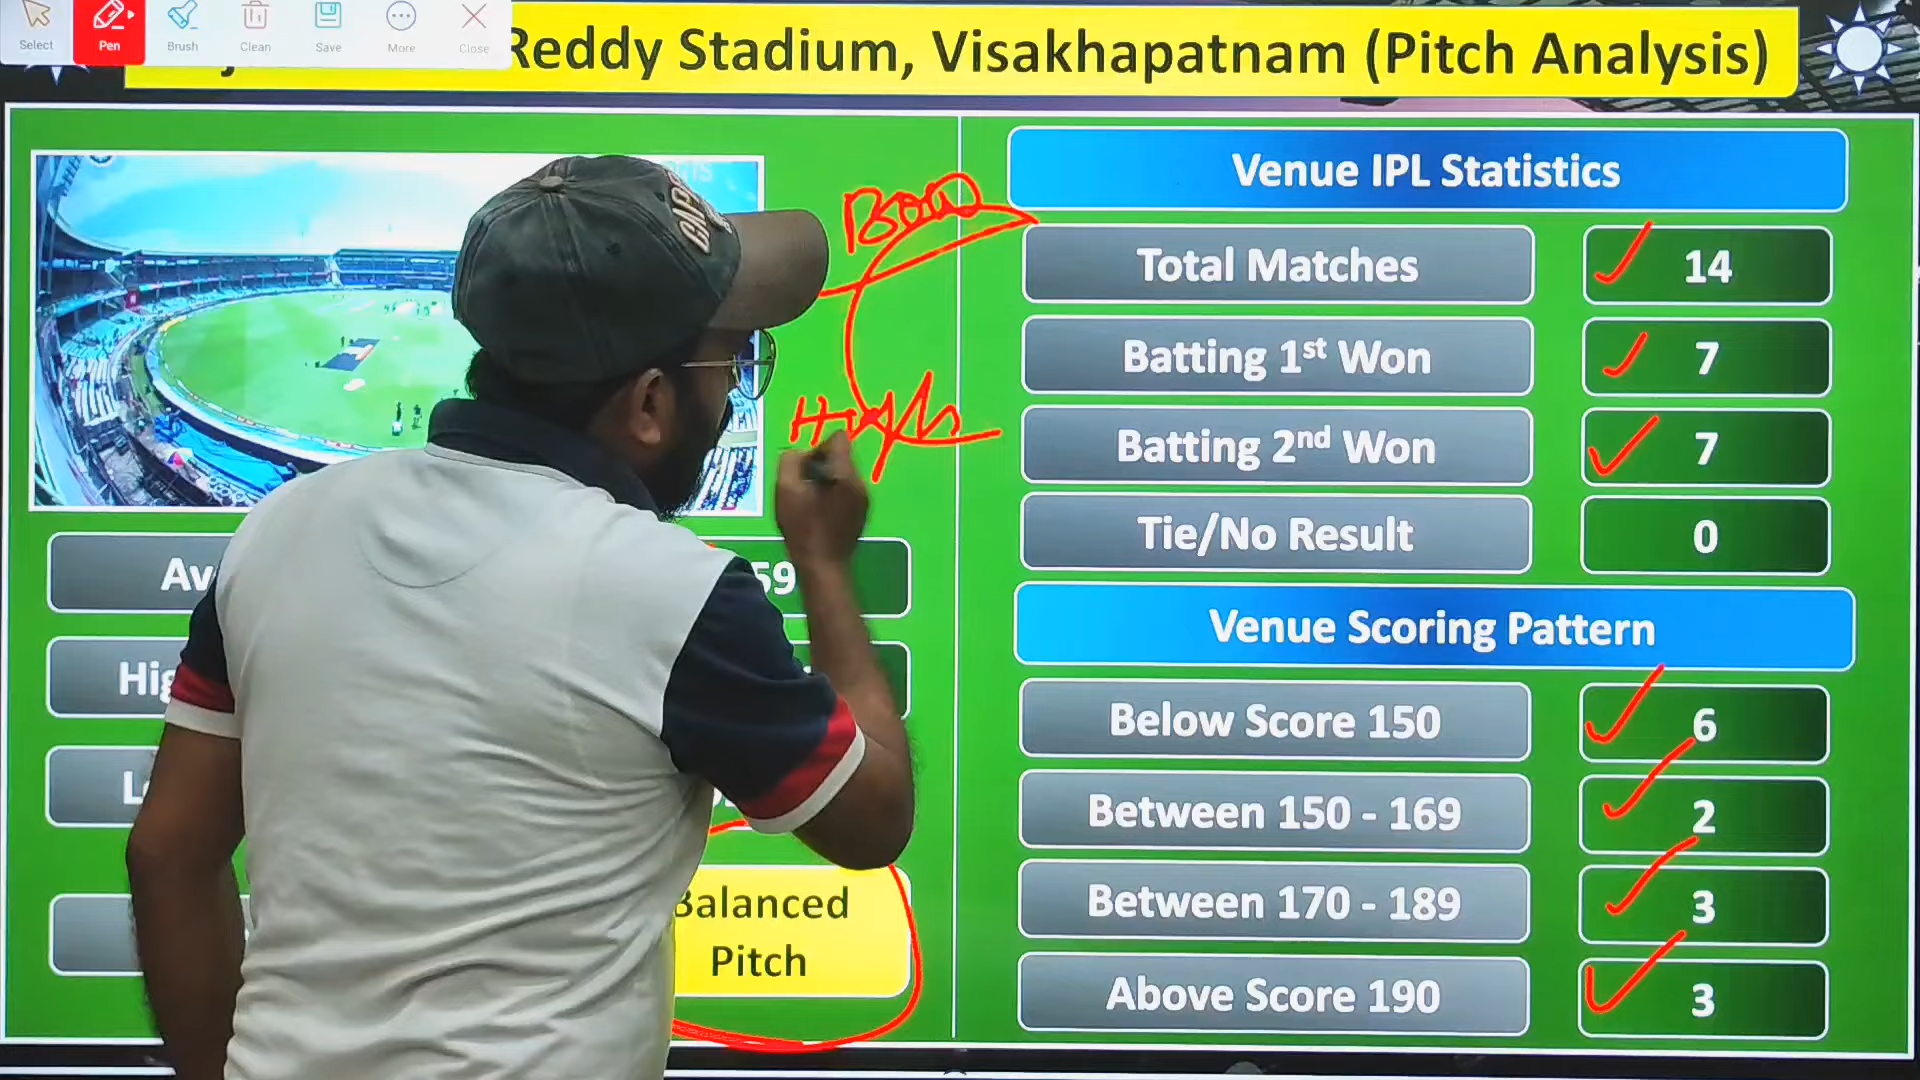 Select
Pen
Brush
Clean
Save
More
Close
Reddy Stadium, Visakhapatnam (Pitch Analysis)
Venue IPL Statistics
Total Matches 14
Batting 1st Won 7
Batting 2nd Won 7
Tie/No Result 0
Venue Scoring Pattern
Below Score 150 6
Between 150 - 169 2
Between 170 - 189 3
Above Score 190 3
High
59
Balanced
Pitch